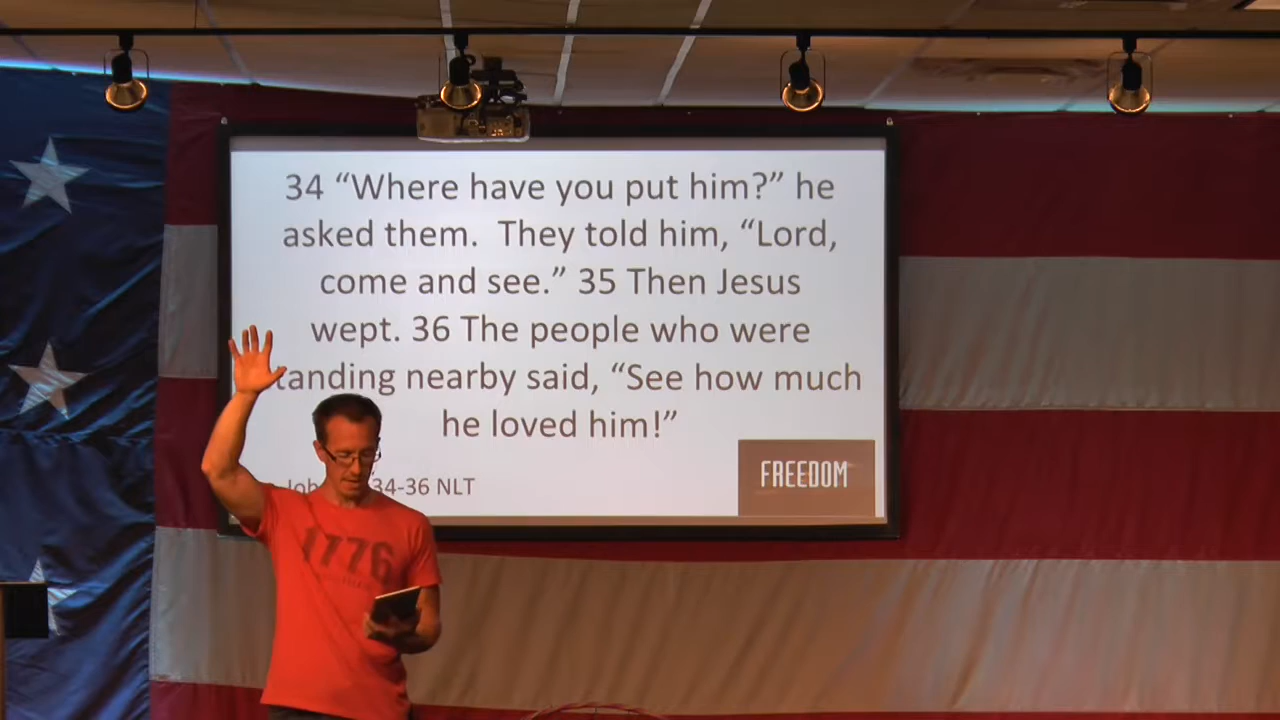 34 “Where have you put him?” he
asked them.  They told him, “Lord,
come and see.” 35 Then Jesus
wept. 36 The people who were
tanding nearby said, “See how much
he loved him!”
34-36 NLT
FREEDOM
1776